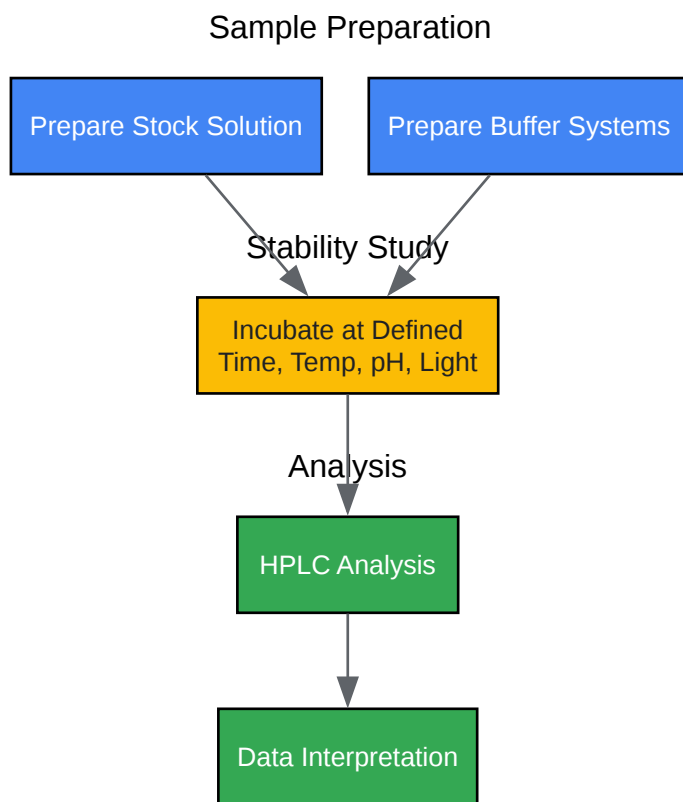 Sample Preparation
Prepare Stock Solution
Prepare Buffer Systems
Stability Study
Incubate at Defined
Time, Temp, pH, Light
Analysis
HPLC Analysis
Data Interpretation